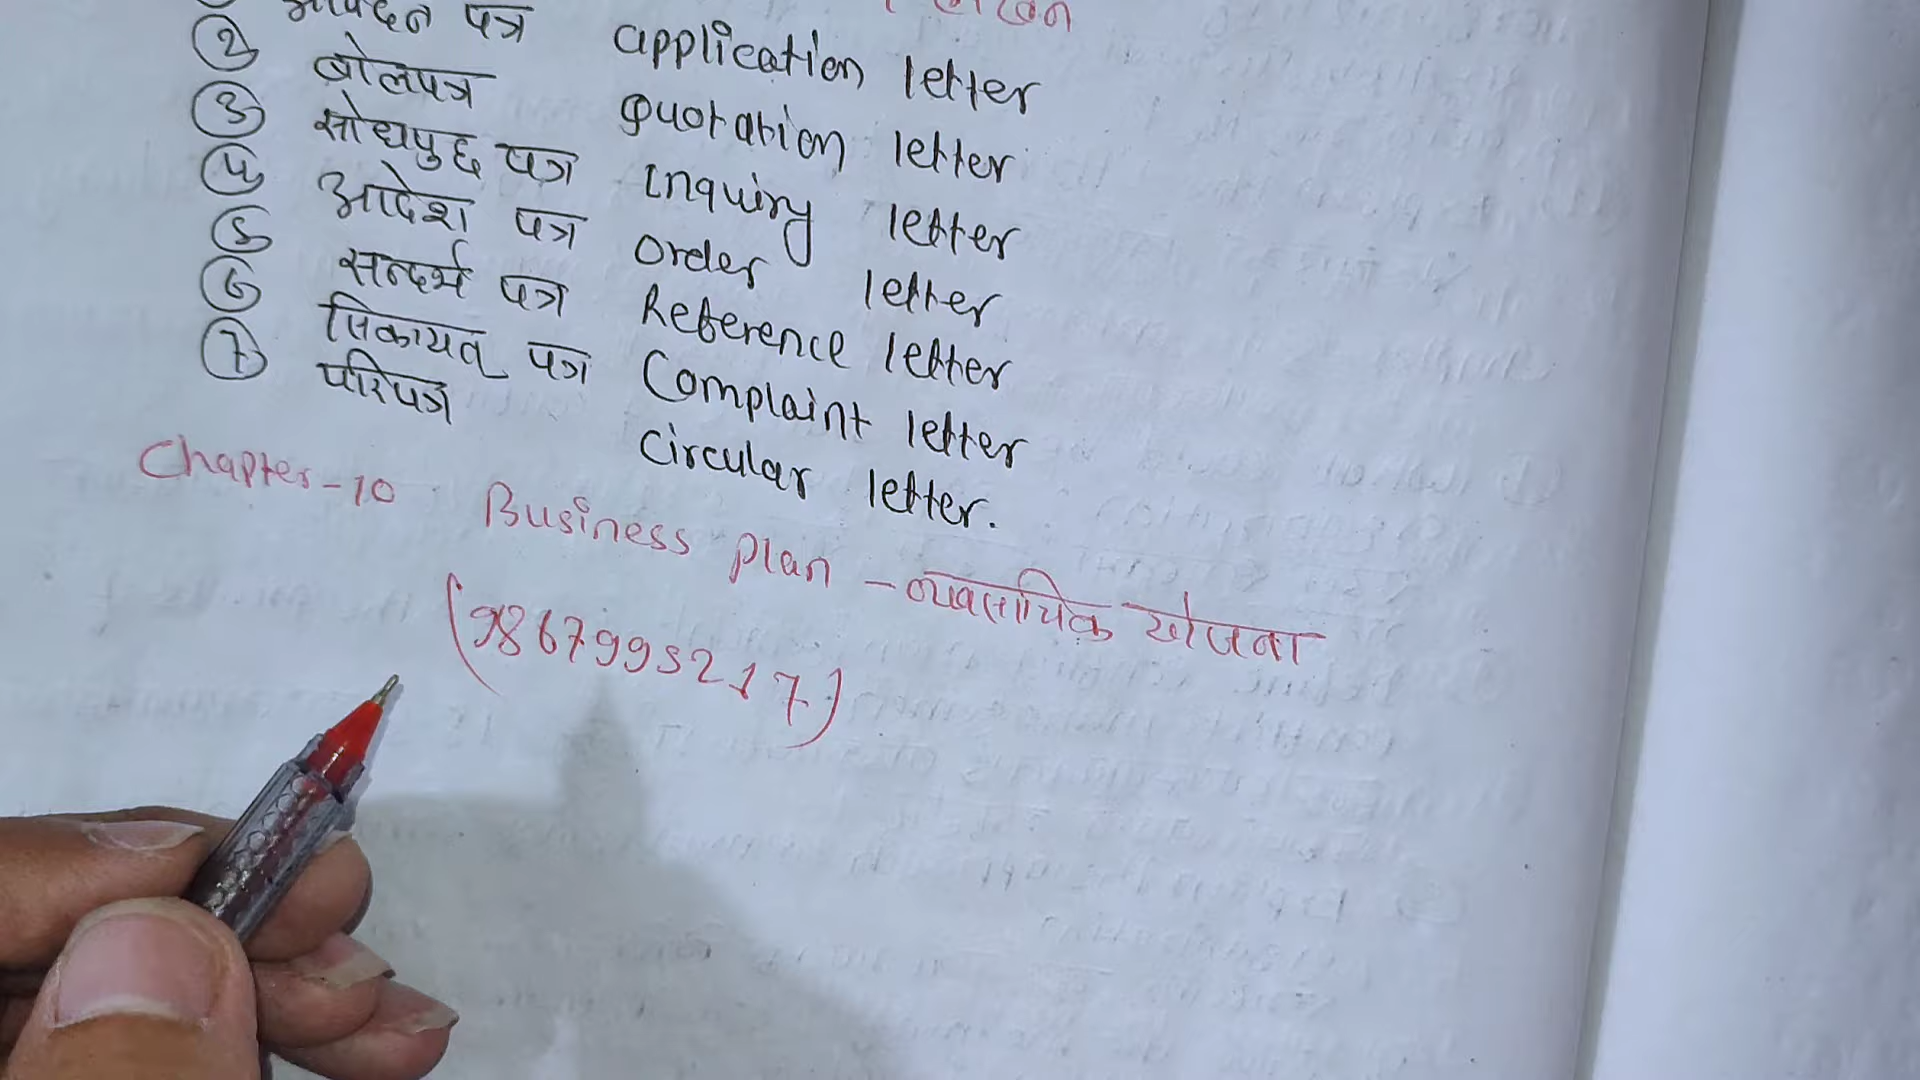 लेखन
आवेदन पत्र application letter
② बोलपत्र quotation letter
③ सोधपुछ पत्र Inquiry letter
④ आदेश पत्र order letter
⑤ सन्दर्भ पत्र Reference letter
⑥ सिकायत पत्र Complaint letter
⑦ परिपत्र circular letter.
Chapter-10 Business plan - व्यवसायिक योजना
(9867995217)